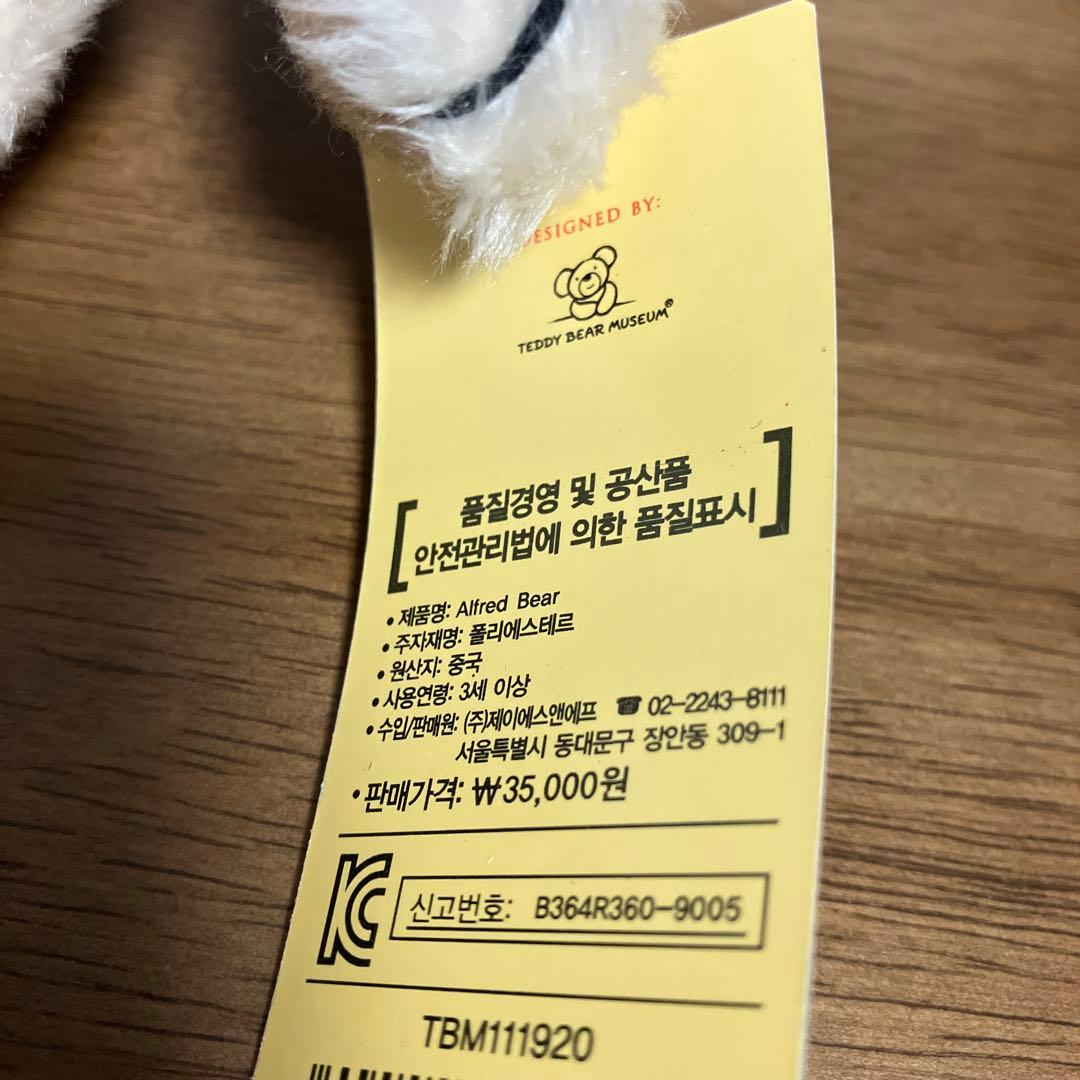 DESIGNED BY:
TEDDY BEAR MUSEUM®
[품질경영 및 공산품
안전관리법에 의한 품질표시]
• 제품명: Alfred Bear
• 주자재명: 폴리에스테르
• 원산지: 중국
• 사용연령: 3세 이상
• 수입/판매원: (주)제이에스앤에프 ☎ 02-2243-8111
서울특별시 동대문구 장안동 309-1
• 판매가격: ₩35,000원
KC 신고번호: B364R360-9005
TBM111920